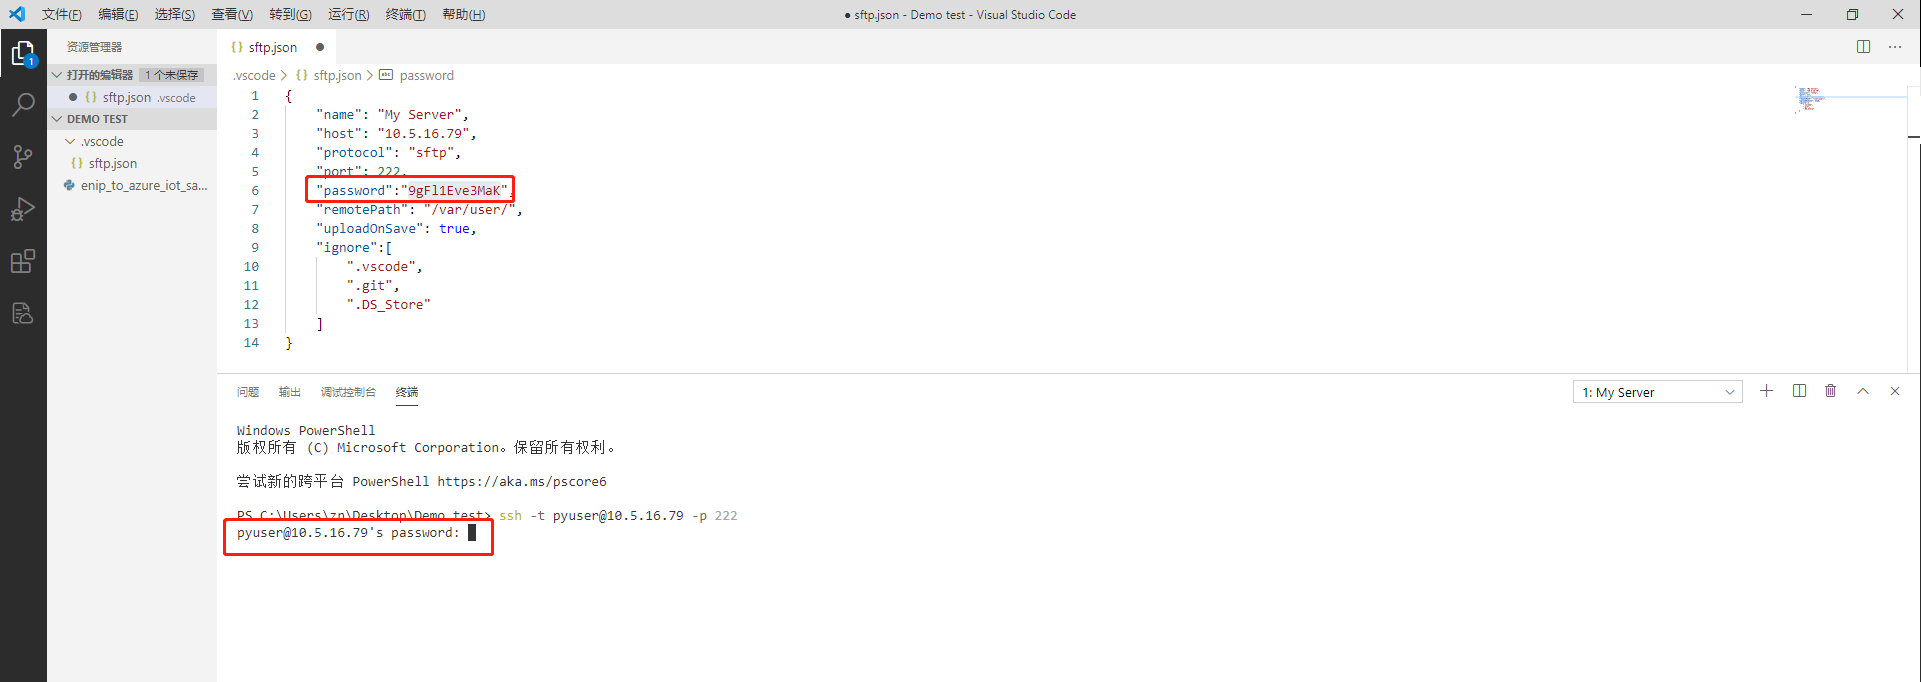 文件(F) 编辑(E) 选择(S) 查看(V) 转到(G) 运行(R) 终端(T) 帮助(H)
● sftp.json - Demo test - Visual Studio Code
资源管理器
打开的编辑器 1 个未保存
● {} sftp.json .vscode
DEMO TEST
.vscode
{} sftp.json
enip_to_azure_iot_sa...
1
{} sftp.json ●
.vscode > {} sftp.json > abc password
1 {
2 "name": "My Server",
3 "host": "10.5.16.79",
4 "protocol": "sftp",
5 "port": 222,
6 "password":"9gFl1Eve3MaK",
7 "remotePath": "/var/user/",
8 "uploadOnSave": true,
9 "ignore":[
10 ".vscode",
11 ".git",
12 ".DS_Store"
13 ]
14 }
问题 输出 调试控制台 终端
1: My Server
Windows PowerShell
版权所有 (C) Microsoft Corporation。保留所有权利。
尝试新的跨平台 PowerShell https://aka.ms/pscore6
PS C:\Users\zn\Desktop\Demo test> ssh -t pyuser@10.5.16.79 -p 222
pyuser@10.5.16.79's password: